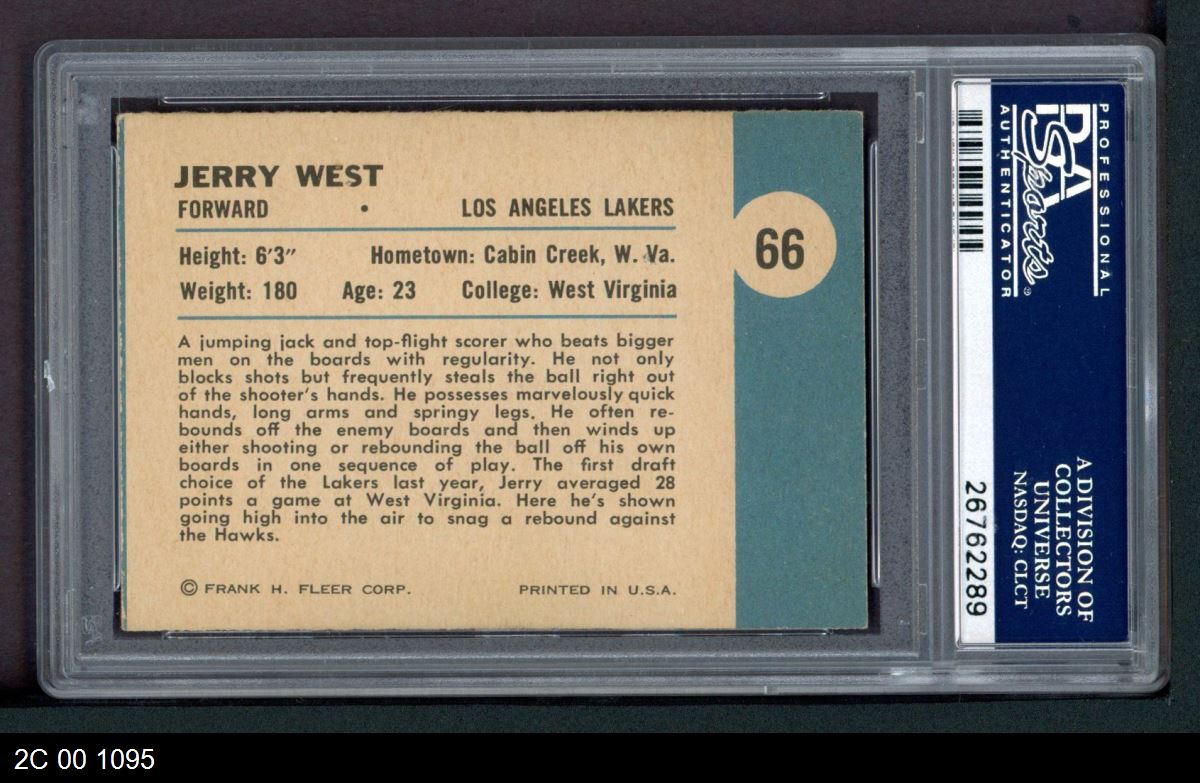 JERRY WEST
FORWARD • LOS ANGELES LAKERS
Height: 6'3" Hometown: Cabin Creek, W. Va.
Weight: 180 Age: 23 College: West Virginia
A jumping jack and top-flight scorer who beats bigger
men on the boards with regularity. He not only
blocks shots but frequently steals the ball right out
of the shooter's hands. He possesses marvelously quick
hands, long arms and springy legs. He often re-
bounds off the enemy boards and then winds up
either shooting or rebounding the ball off his own
boards in one sequence of play. The first draft
choice of the Lakers last year, Jerry averaged 28
points a game at West Virginia. Here he's shown
going high into the air to snag a rebound against
the Hawks.
© FRANK H. FLEER CORP. PRINTED IN U.S.A.
66
PROFESSIONAL
PSA
Sports®
AUTHENTICATOR
A DIVISION OF
COLLECTORS
UNIVERSE
NASDAQ: CLCT
26762289
2C 00 1095